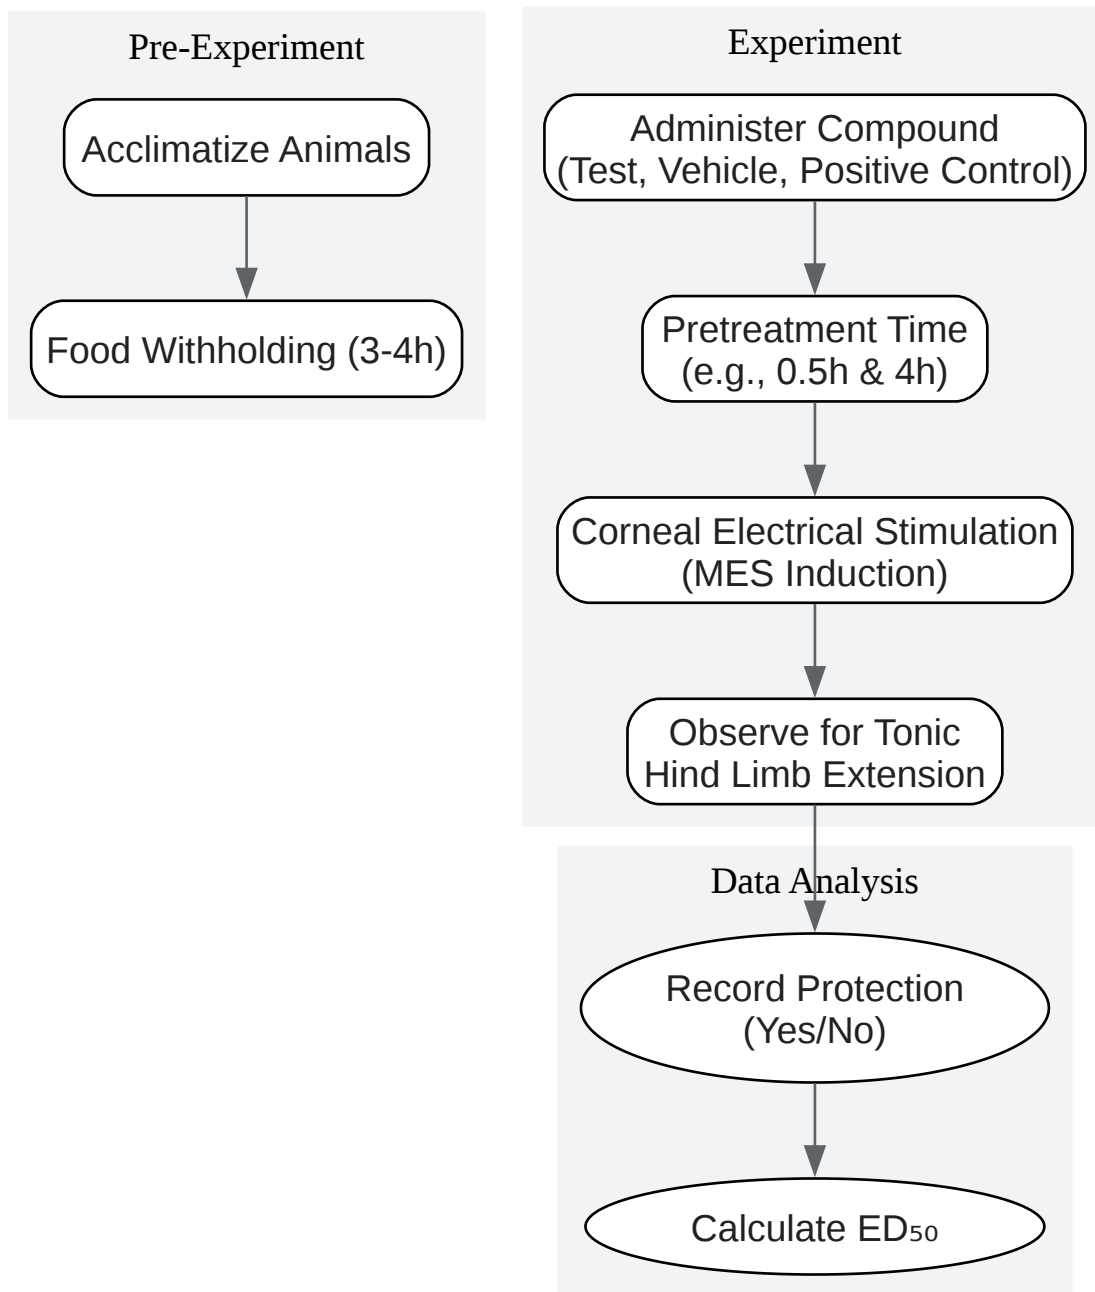 Pre-Experiment
Acclimatize Animals
Food Withholding (3-4h)
Experiment
Administer Compound
(Test, Vehicle, Positive Control)
Pretreatment Time
(e.g., 0.5h & 4h)
Corneal Electrical Stimulation
(MES Induction)
Observe for Tonic
Hind Limb Extension
Data Analysis
Record Protection
(Yes/No)
Calculate ED₅₀